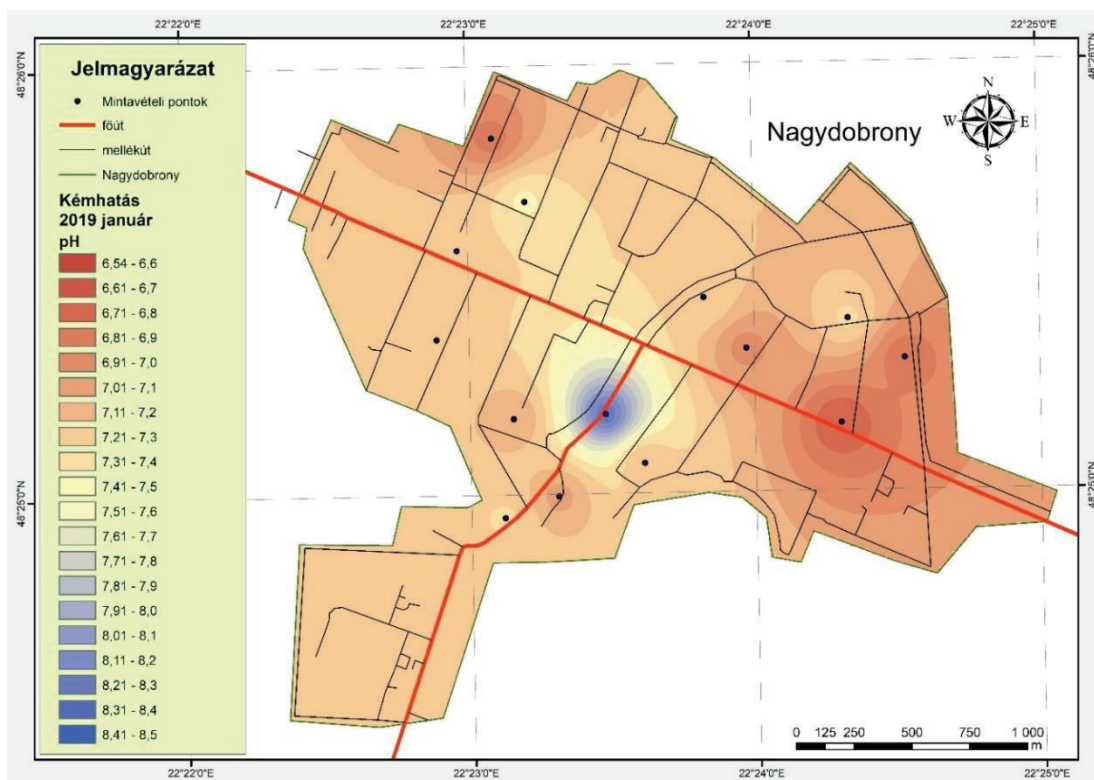 22°22'0"E
22°23'0"E
22°24'0"E
22°25'0"E
48°26'0"N
48°26'0"N
Jelmagyarázat
Mintavételi pontok
főút
mellékút
Nagydobrony
Kémhatás
2019 január
pH
6,54 - 6,6
6,61 - 6,7
6,71 - 6,8
6,81 - 6,9
6,91 - 7,0
7,01 - 7,1
7,11 - 7,2
7,21 - 7,3
7,31 - 7,4
7,41 - 7,5
7,51 - 7,6
7,61 - 7,7
7,71 - 7,8
7,81 - 7,9
7,91 - 8,0
8,01 - 8,1
8,11 - 8,2
8,21 - 8,3
8,31 - 8,4
8,41 - 8,5
Nagydobrony
N
W E
S
48°25'0"N
48°25'0"N
0 125 250 500 750 1 000
m
22°22'0"E
22°23'0"E
22°24'0"E
22°25'0"E